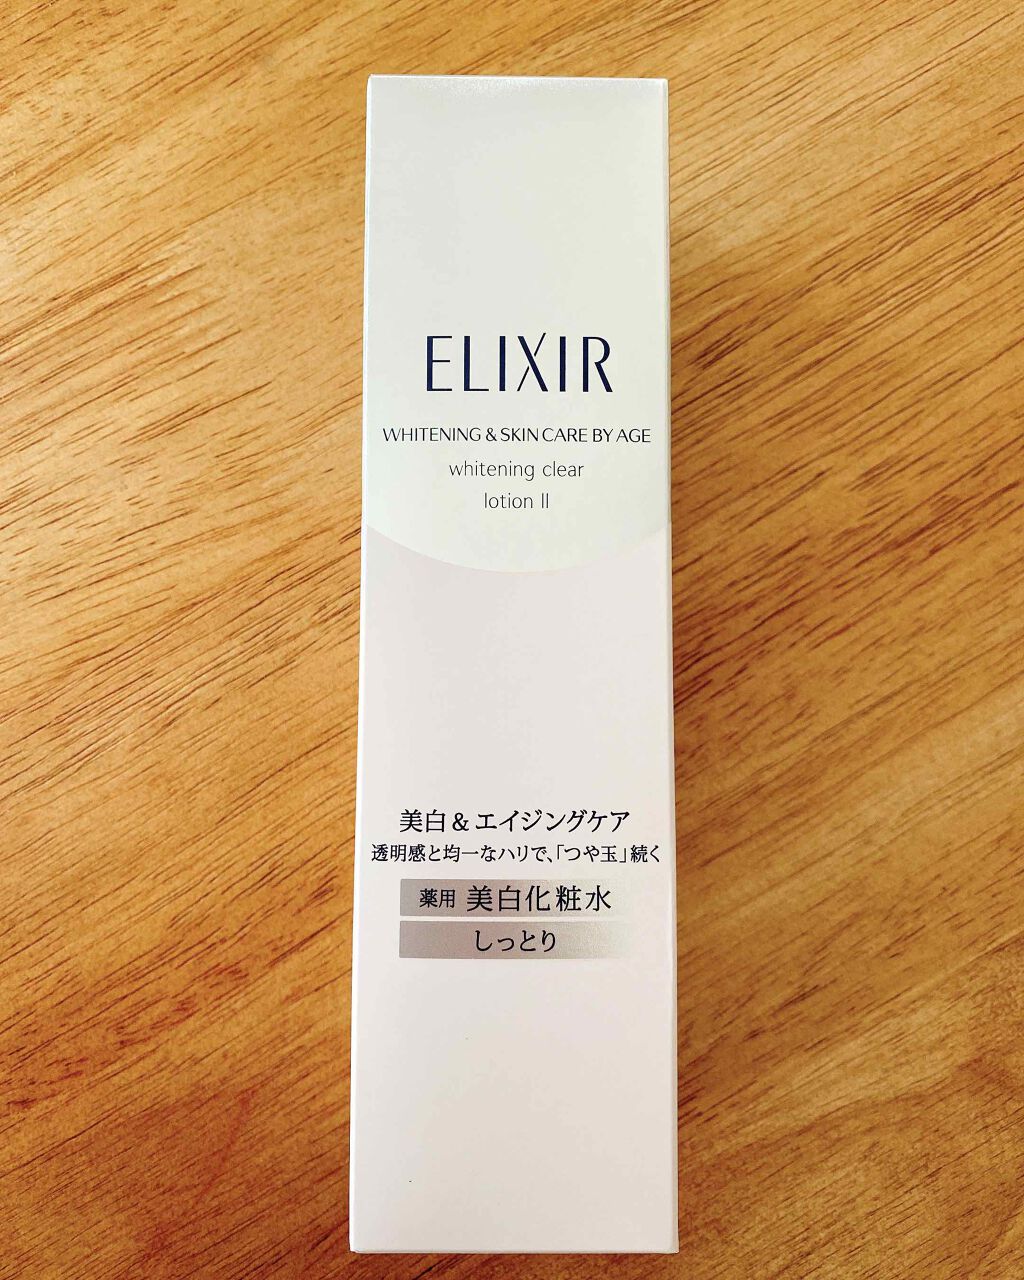 ELIXIR
WHITENING & SKIN CARE BY AGE
whitening clear
lotion II
美白&エイジングケア
透明感と均一なハリで、「つや玉」続く
薬用 美白化粧水
しっとり